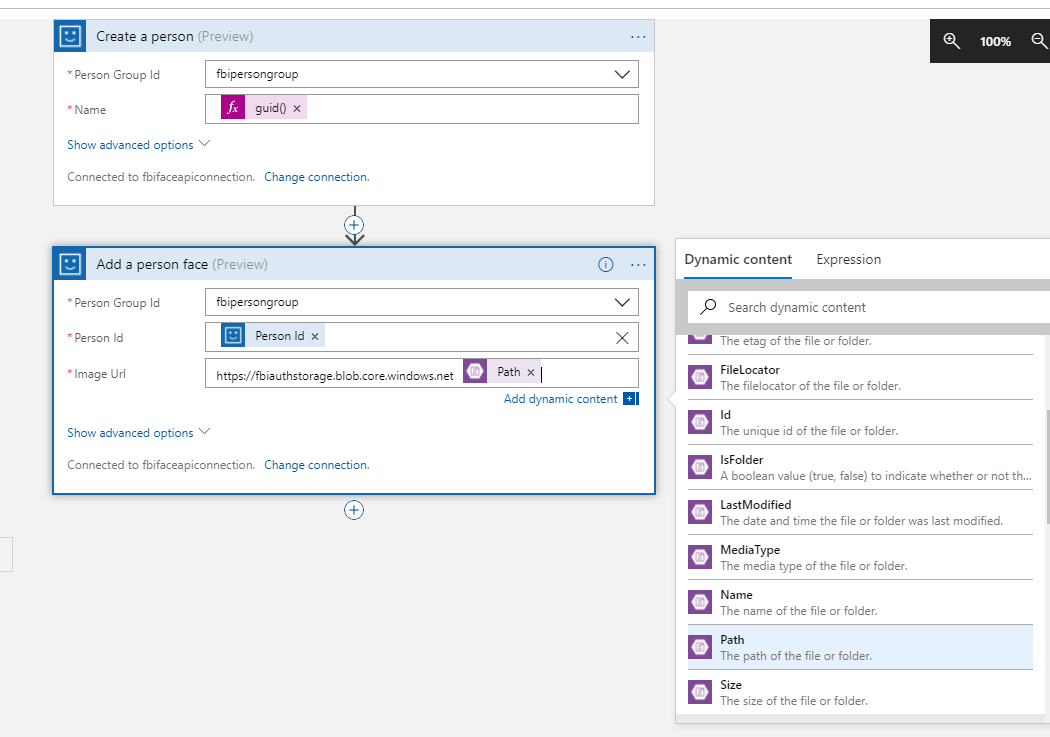 Create a person (Preview)
...
* Person Group Id
fbipersongroup
* Name
fx guid() ×
Show advanced options
Connected to fbifaceapiconnection. Change connection.
Add a person face (Preview)
...
* Person Group Id
fbipersongroup
* Person Id
Person Id ×
* Image Url
https://fbiauthstorage.blob.core.windows.net Path ×
Add dynamic content
Show advanced options
Connected to fbifaceapiconnection. Change connection.
100%
Dynamic content Expression
Search dynamic content
The etag of the file or folder.
FileLocator
The filelocator of the file or folder.
Id
The unique id of the file or folder.
IsFolder
A boolean value (true, false) to indicate whether or not th...
LastModified
The date and time the file or folder was last modified.
MediaType
The media type of the file or folder.
Name
The name of the file or folder.
Path
The path of the file or folder.
Size
The size of the file or folder.